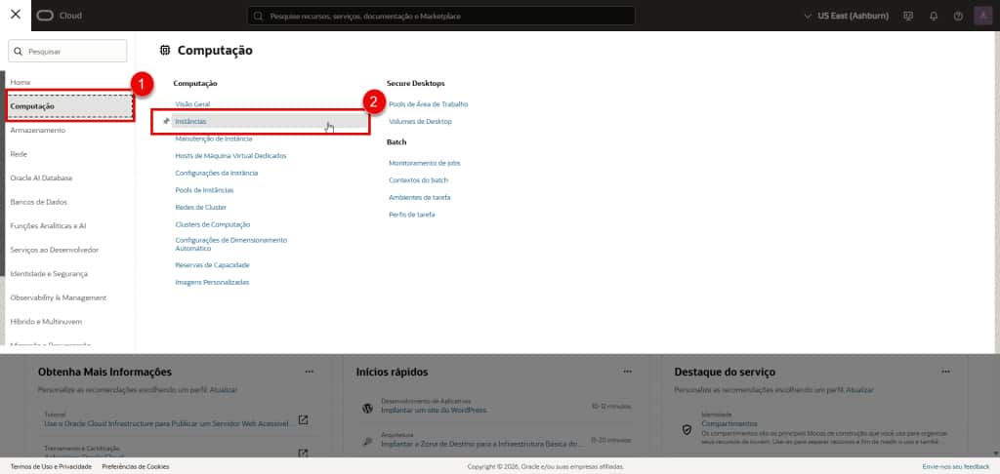 Cloud
Pesquise recursos, serviços, documentação e Marketplace
US East (Ashburn)
A
Pesquisar
Home
1
Computação
Armazenamento
Rede
Oracle AI Database
Bancos de Dados
Funções Analíticas e AI
Serviços ao Desenvolvedor
Identidade e Segurança
Observability & Management
Híbrido e Multinuvem
Migração e Recuperação
Computação
Computação
Visão Geral
2
Instâncias
Manutenção de Instância
Hosts de Máquina Virtual Dedicados
Configurações da Instância
Pools de Instâncias
Redes de Cluster
Clusters de Computação
Configurações de Dimensionamento
Automático
Reservas de Capacidade
Imagens Personalizadas
Secure Desktops
Pools de Área de Trabalho
Volumes de Desktop
Batch
Monitoramento de jobs
Contextos do batch
Ambientes de tarefa
Perfis de tarefa
Obtenha Mais Informações
Personalize as recomendações escolhendo um perfil. Atualizar
Tutorial
Use o Oracle Cloud Infrastructure para Publicar um Servidor Web Acessível...
Treinamento e Certificação
Inícios rápidos
Desenvolvimento de Aplicativos
Implantar um site do WordPress
10-12 minutos
Arquitetura
Implantar a Zona de Destino para a Infraestrutura Básica do...
15-20 minutos
Destaque do serviço
Personalize as recomendações escolhendo um perfil. Atualizar
Identidade
Compartimentos
Os compartimentos são os principais blocos de construção que você usa para organizar
seus recursos de nuvem. Use-os para separar recursos a fim de medir o uso e també...
Termos de Uso e Privacidade
Preferências de Cookies
Copyright © 2026, Oracle e/ou suas empresas afiliadas.
Envie-nos seu feedback